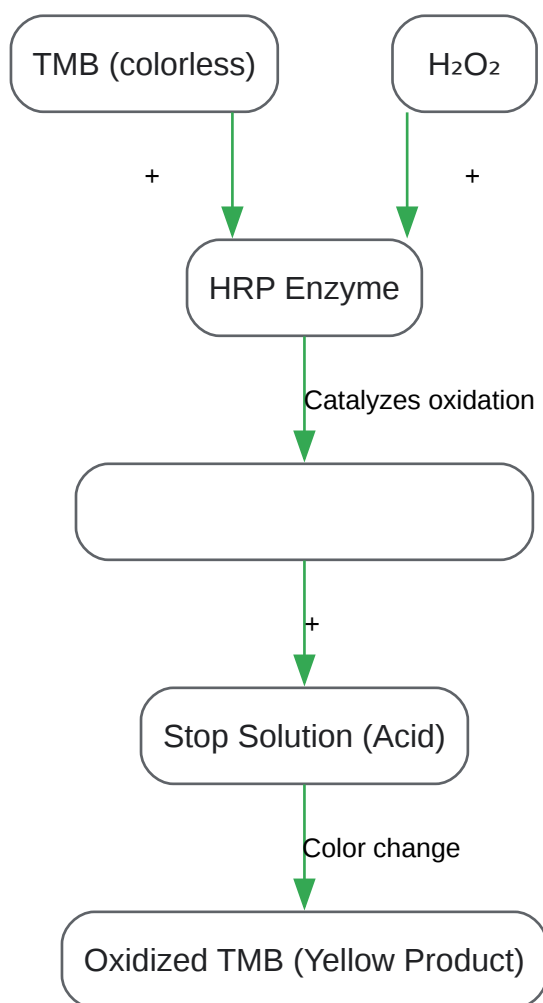 TMB (colorless)
H₂O₂
+
+
HRP Enzyme
Catalyzes oxidation
+
Stop Solution (Acid)
Color change
Oxidized TMB (Yellow Product)